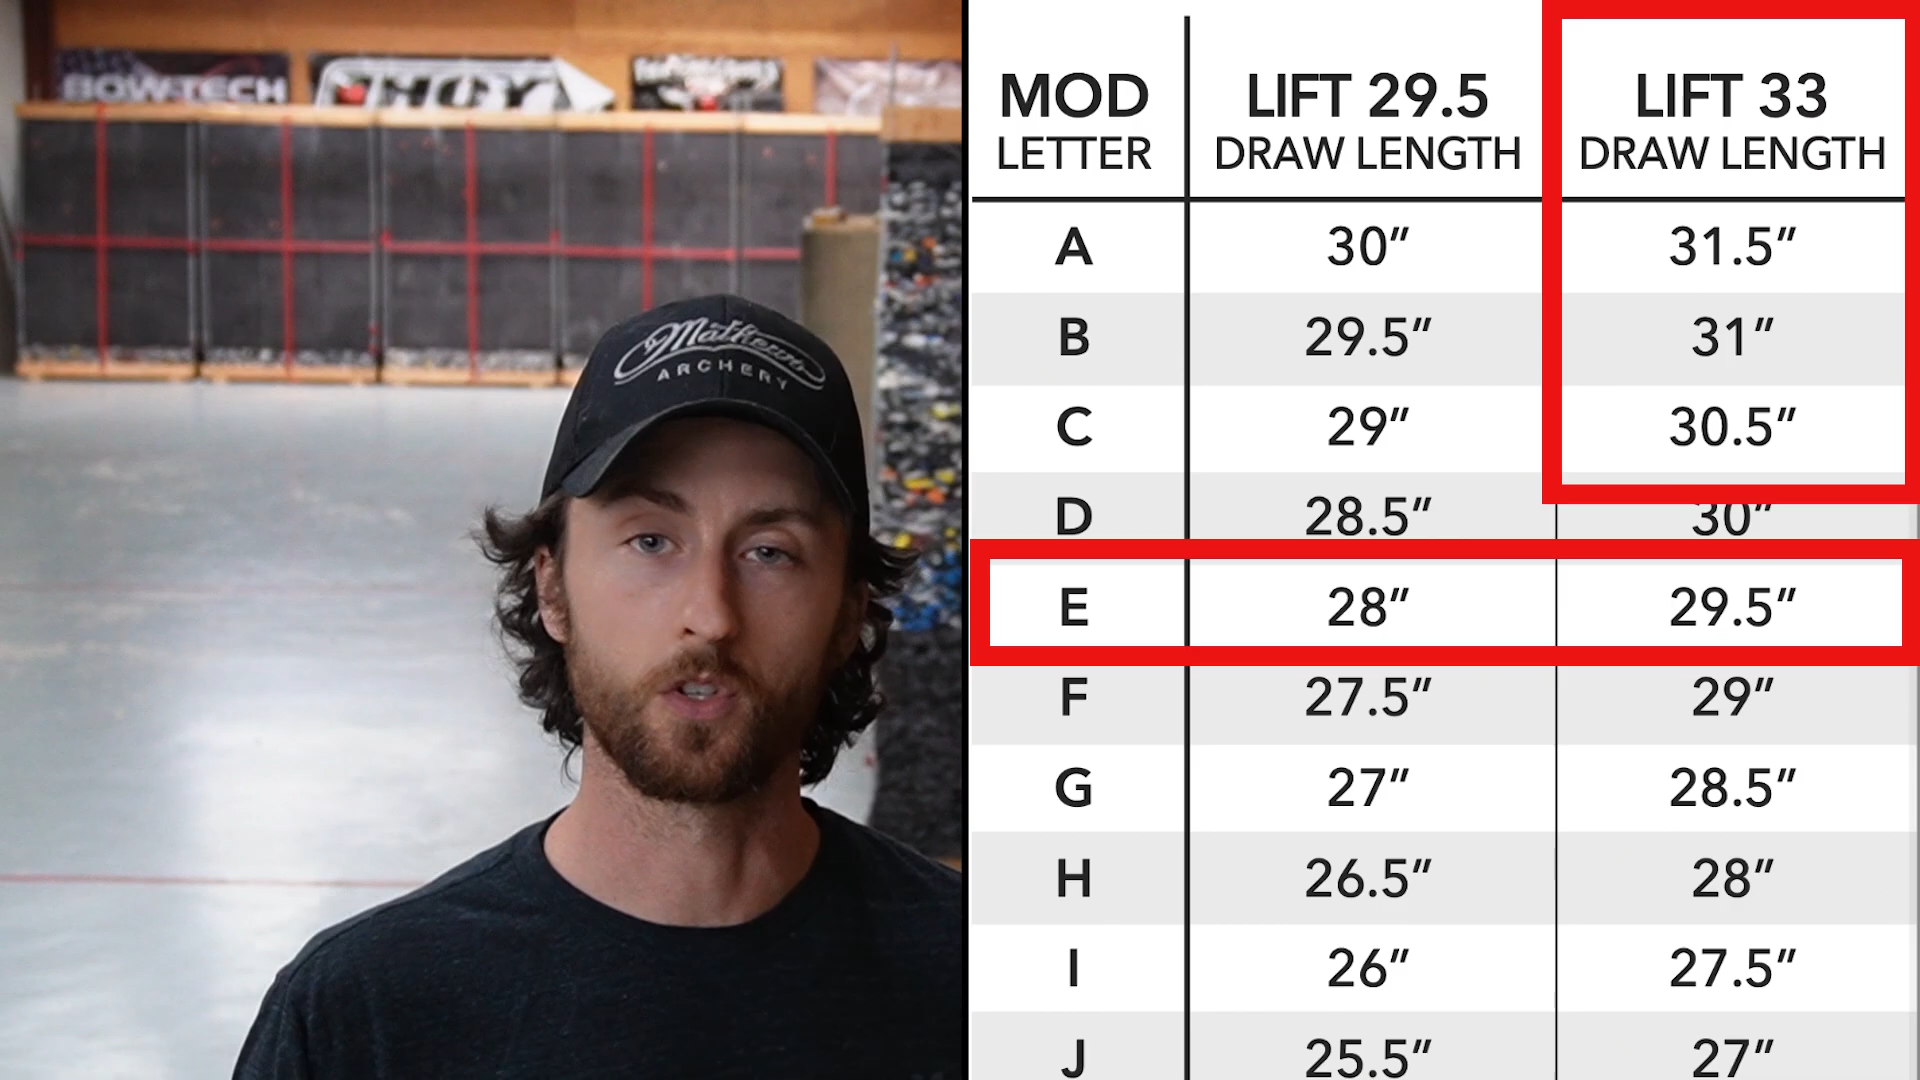 BOWTECH
HOYT
Mathews
ARCHERY
MOD
LETTER
LIFT 29.5
DRAW LENGTH
LIFT 33
DRAW LENGTH
A 30″ 31.5″
B 29.5″ 31″
C 29″ 30.5″
D 28.5″ 30″
E 28″ 29.5″
F 27.5″ 29″
G 27″ 28.5″
H 26.5″ 28″
I 26″ 27.5″
J 25.5″ 27″